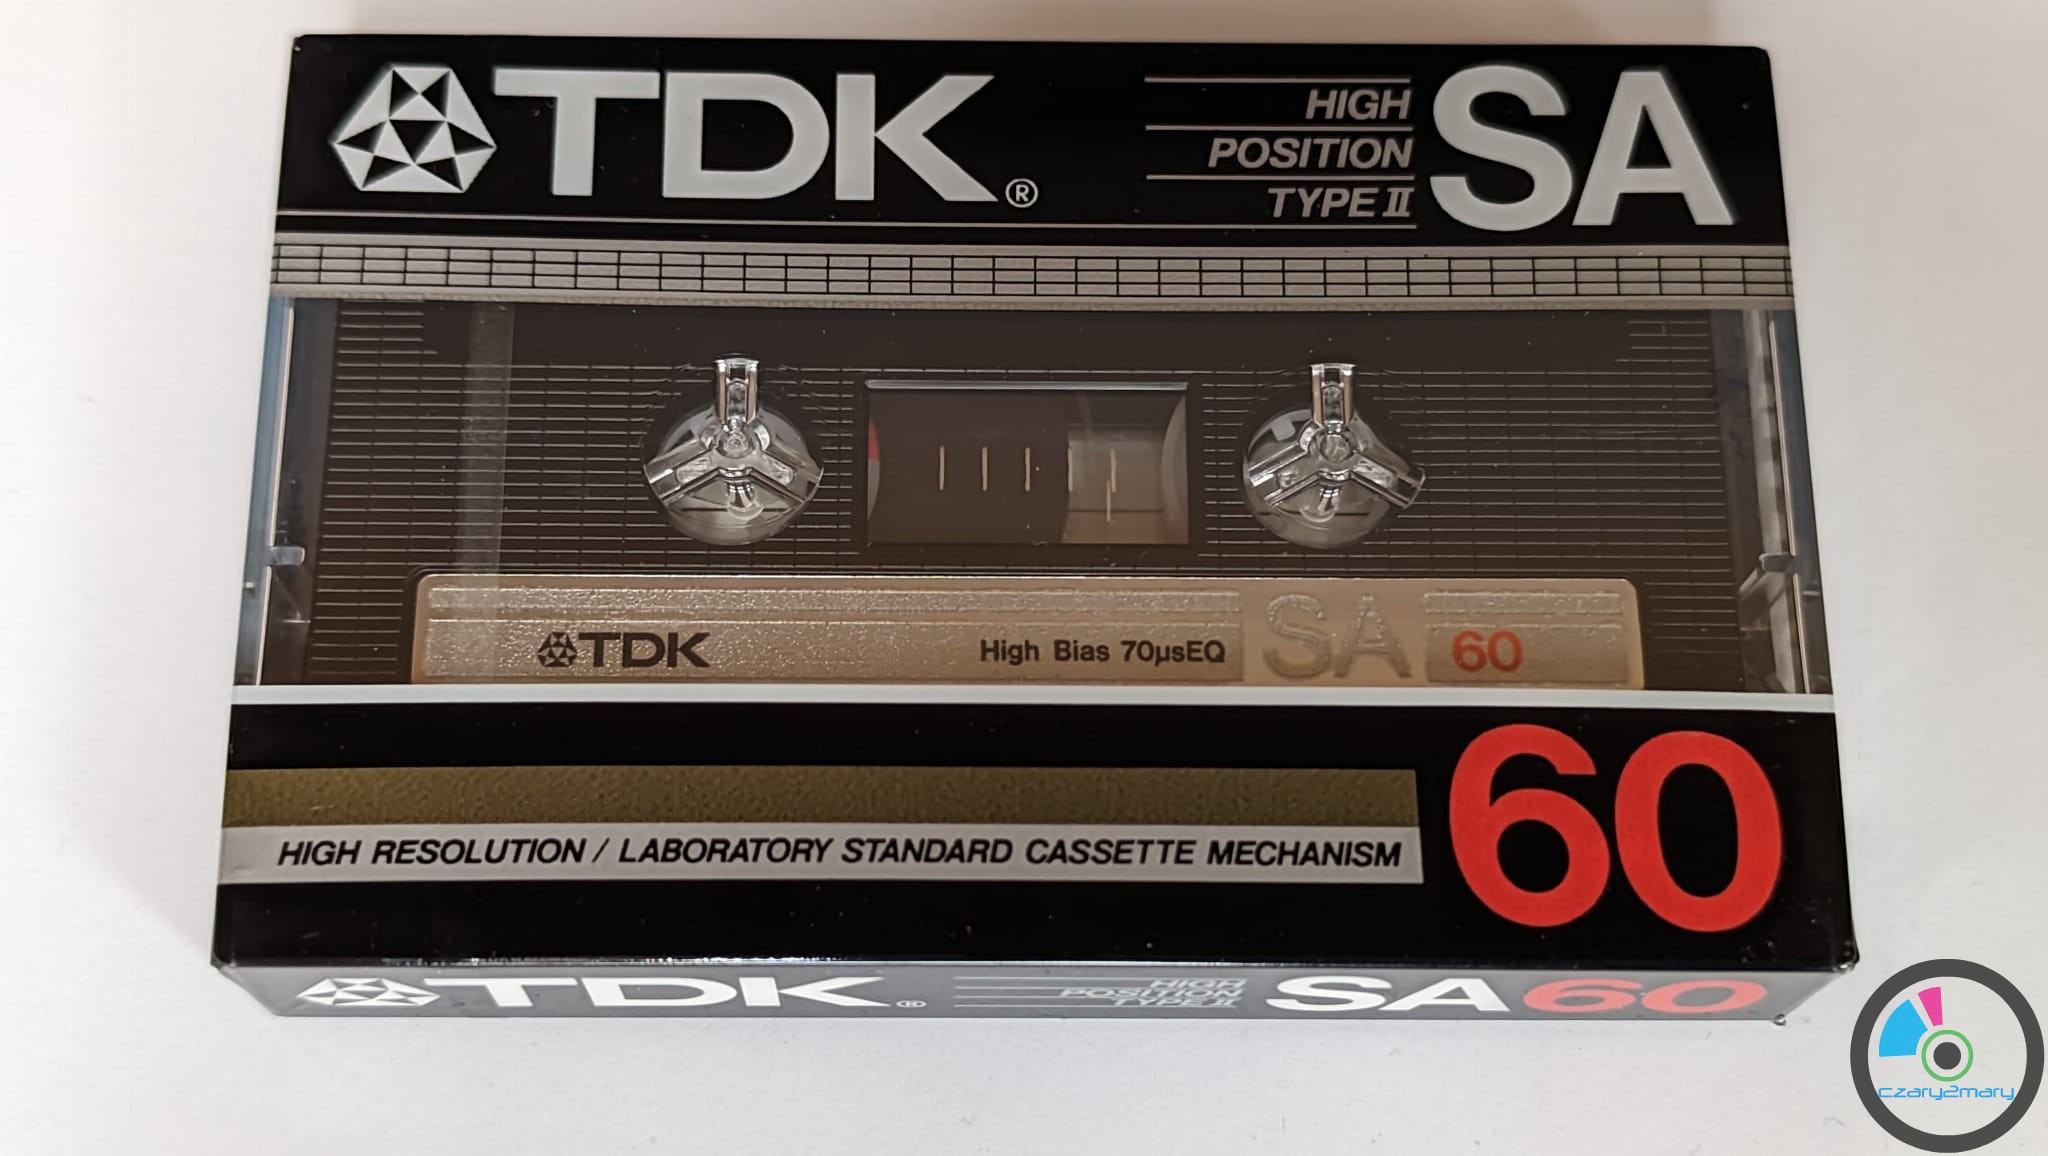 TDK®
HIGH
POSITION
TYPE II
SA
TDK
High Bias 70µsEQ
SA
60
60
HIGH RESOLUTION / LABORATORY STANDARD CASSETTE MECHANISM
TDK®
HIGH
POSITION
TYPE II
SA60
czary2mary